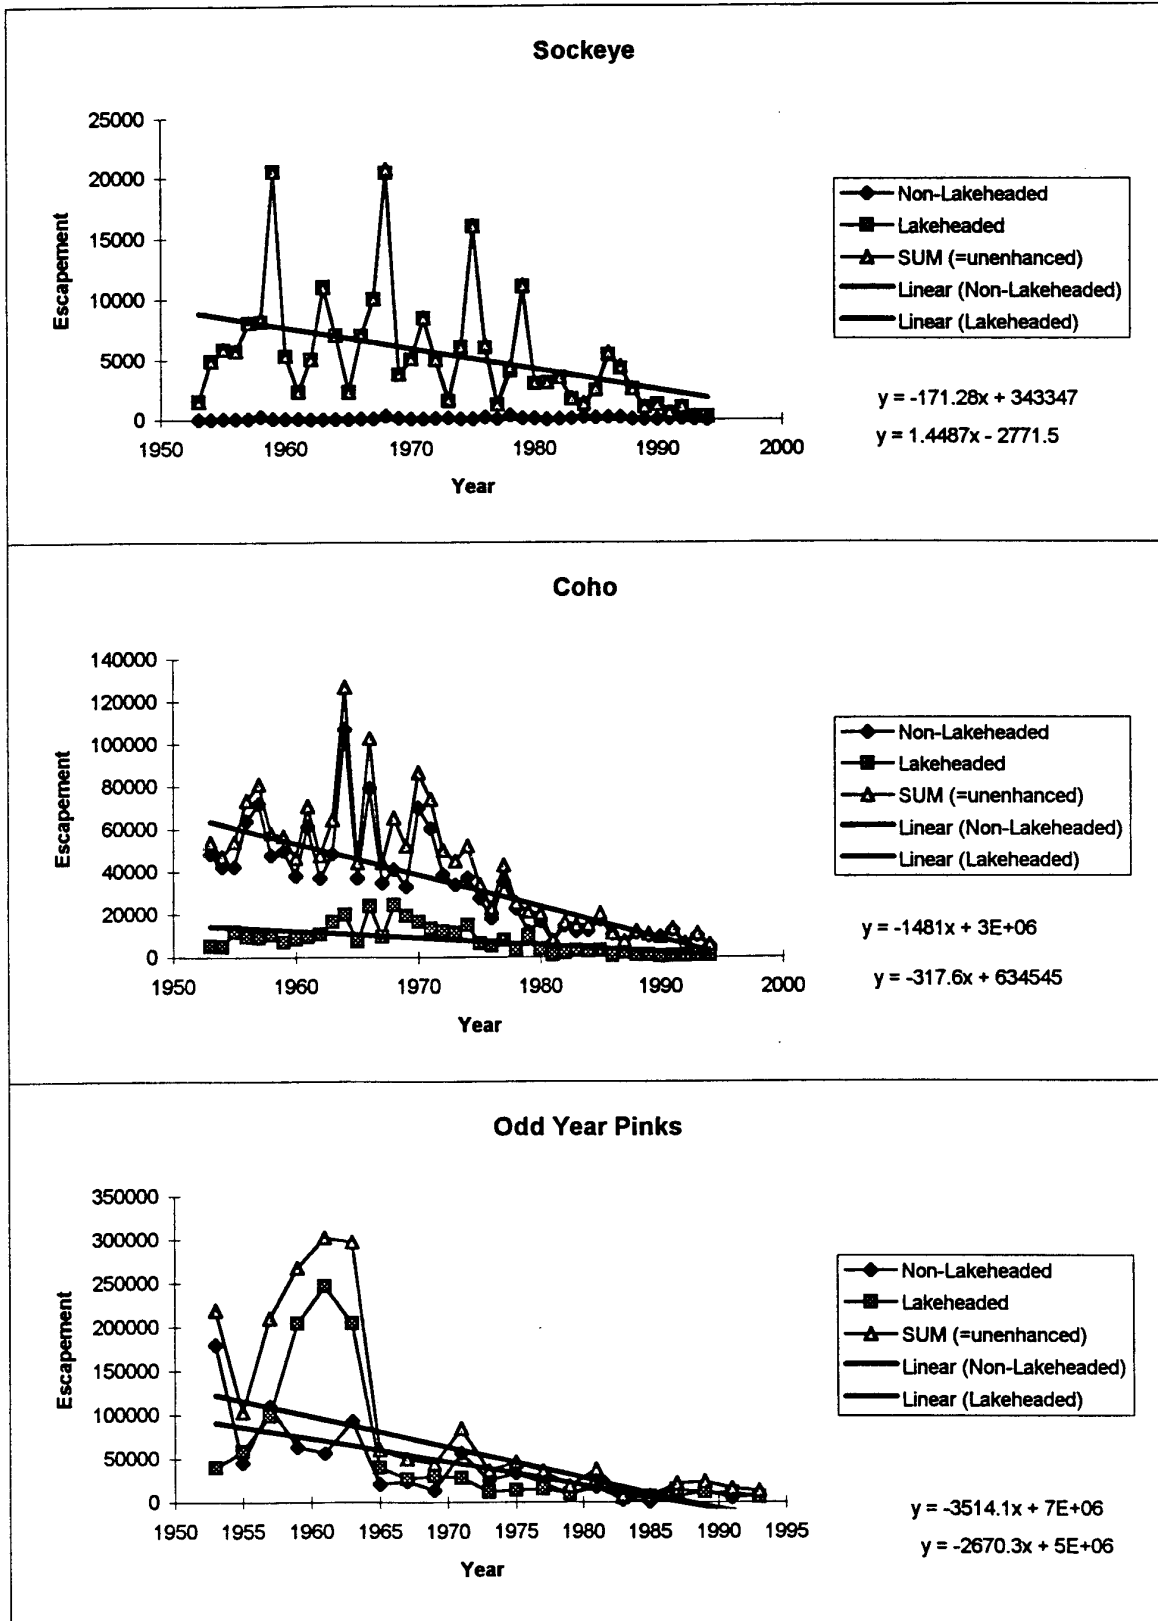 Sockeye
25000
20000
15000
10000
5000
0
Escapement
1950 1960 1970 1980 1990 2000
Year
Non-Lakeheaded
Lakeheaded
SUM (=unenhanced)
Linear (Non-Lakeheaded)
Linear (Lakeheaded)
y = -171.28x + 343347
y = 1.4487x - 2771.5
Coho
140000
120000
100000
80000
60000
40000
20000
0
Escapement
1950 1960 1970 1980 1990 2000
Year
Non-Lakeheaded
Lakeheaded
SUM (=unenhanced)
Linear (Non-Lakeheaded)
Linear (Lakeheaded)
y = -1481x + 3E+06
y = -317.6x + 634545
Odd Year Pinks
350000
300000
250000
200000
150000
100000
50000
0
Escapement
1950 1955 1960 1965 1970 1975 1980 1985 1990 1995
Year
Non-Lakeheaded
Lakeheaded
SUM (=unenhanced)
Linear (Non-Lakeheaded)
Linear (Lakeheaded)
y = -3514.1x + 7E+06
y = -2670.3x + 5E+06